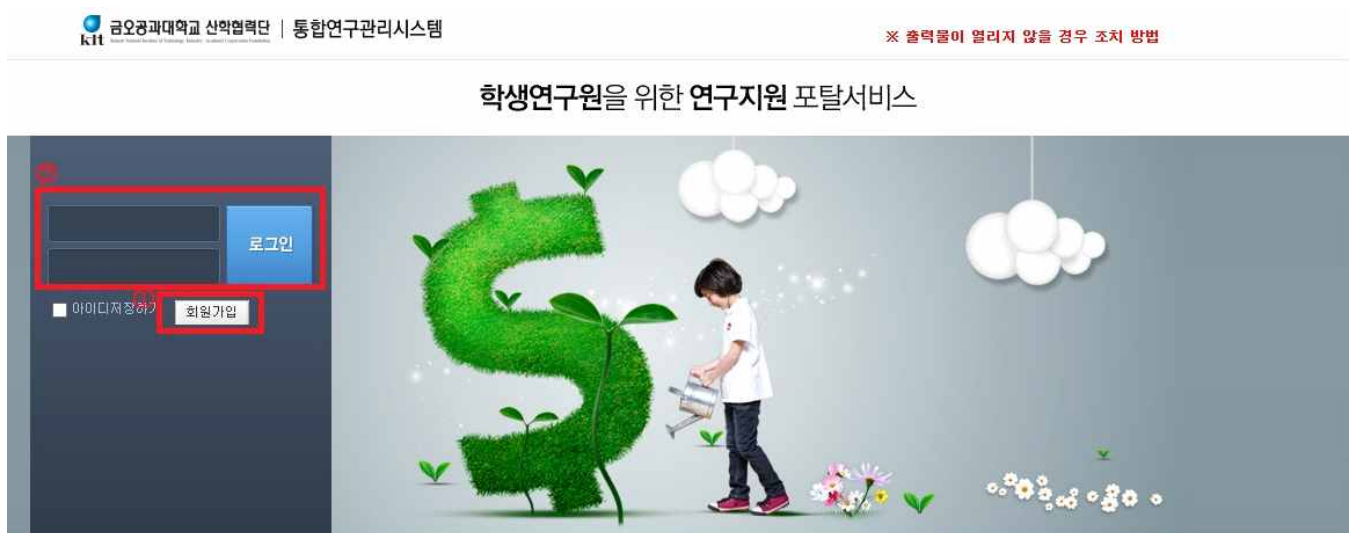 금오공과대학교 산학협력단 | 통합연구관리시스템
kit
※ 출력물이 열리지 않을 경우 조치 방법
학생연구원을 위한 연구지원 포탈서비스
②
로그인
①
아이디저장하기
회원가입